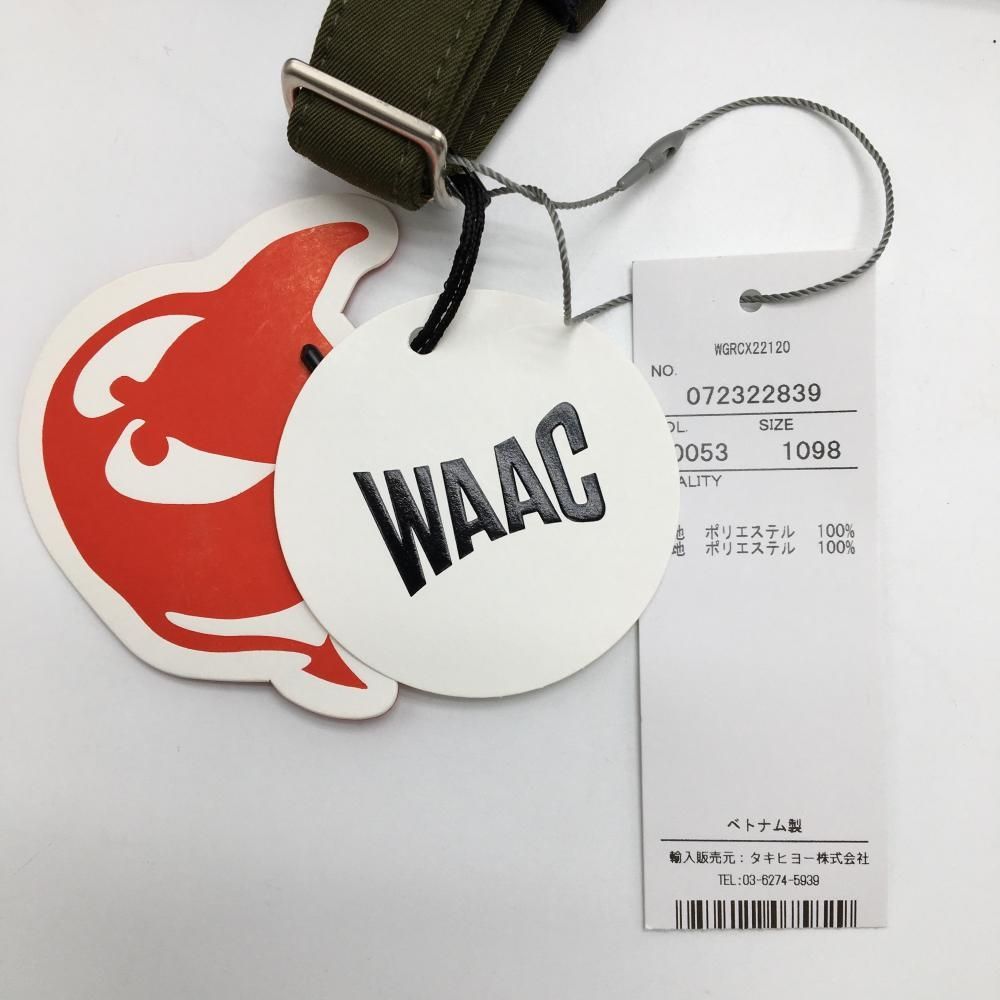 WAAC
WGRCX22120
NO.
072322839
OL. SIZE
0053 1098
ALITY
地 ポリエステル 100%
地 ポリエステル 100%
ベトナム製
輸入販売元：タキヒヨー株式会社
TEL:03-6274-5939